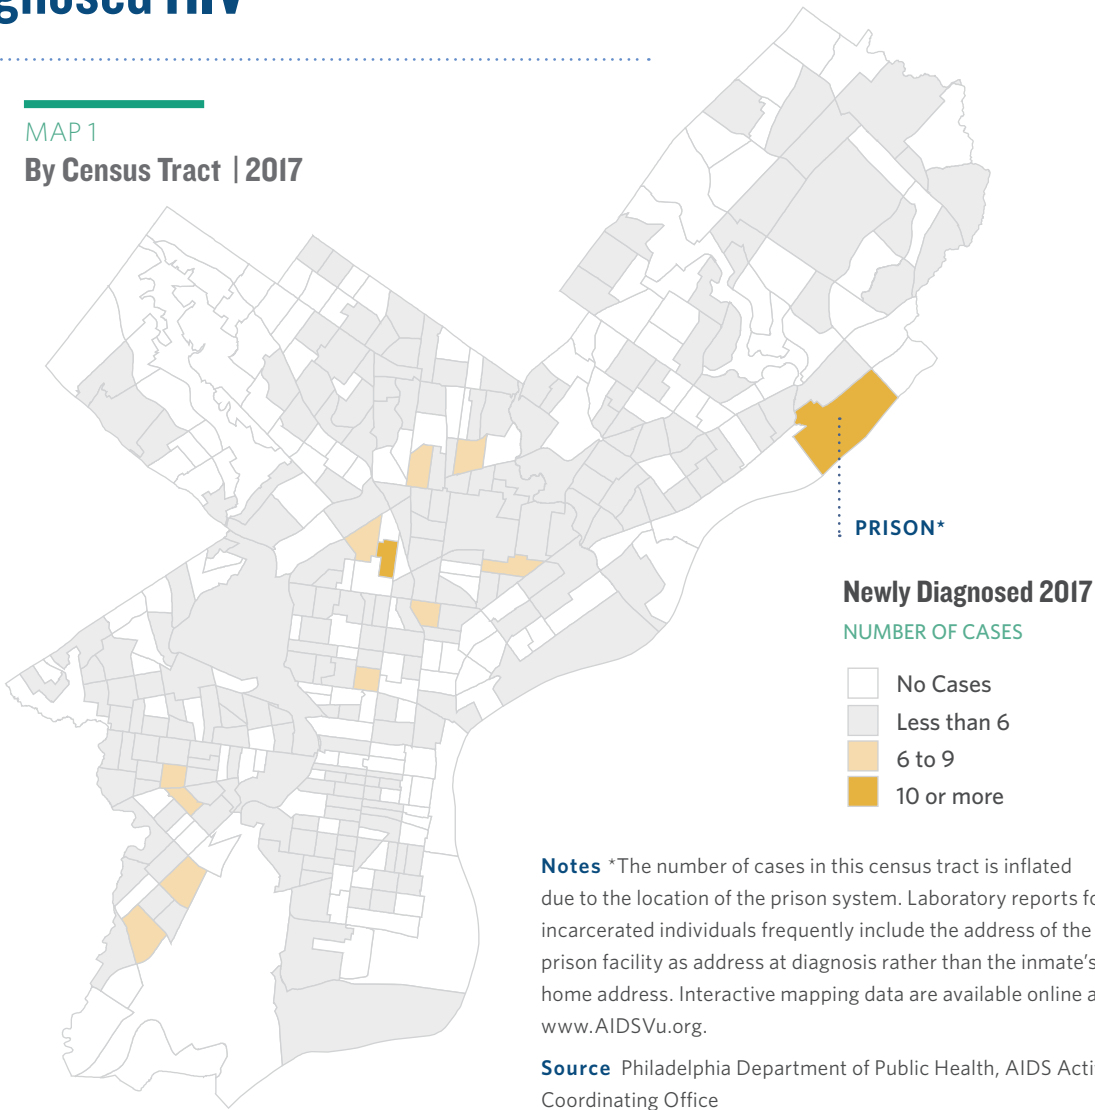 gnosed HIV
MAP 1
By Census Tract | 2017
PRISON*
Newly Diagnosed 2017
NUMBER OF CASES
No Cases
Less than 6
6 to 9
10 or more
Notes *The number of cases in this census tract is inflated
due to the location of the prison system. Laboratory reports fo
incarcerated individuals frequently include the address of the
prison facility as address at diagnosis rather than the inmate's
home address. Interactive mapping data are available online a
www.AIDSVu.org.
Source Philadelphia Department of Public Health, AIDS Acti
Coordinating Office